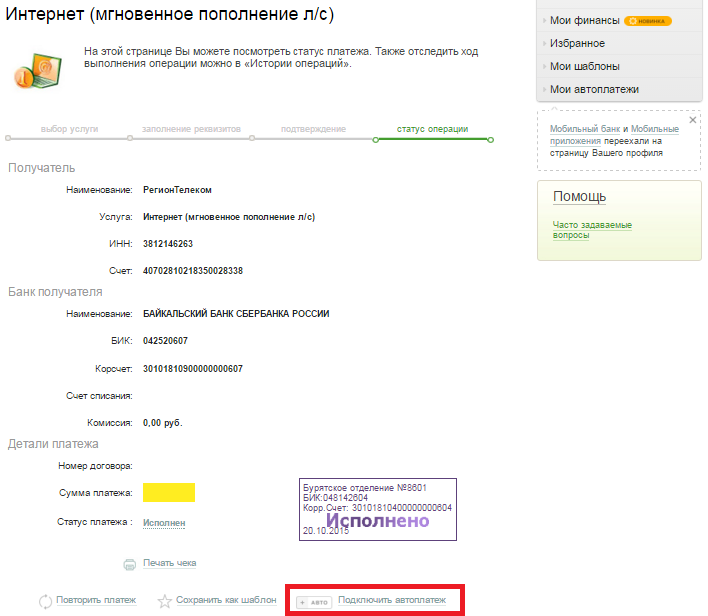 Интернет (мгновенное пополнение л/с)
На этой странице Вы можете посмотреть статус платежа. Также отследить ход
выполнения операции можно в «Истории операций».
выбор услуги
заполнение реквизитов
подтверждение
статус операции
Получатель
Наименование: РегионТелеком
Услуга: Интернет (мгновенное пополнение л/с)
ИНН: 3812146263
Счет: 40702810218350028338
Банк получателя
Наименование: БАЙКАЛЬСКИЙ БАНК СБЕРБАНКА РОССИИ
БИК: 042520607
Корсчет: 30101810900000000607
Счет списания:
Комиссия: 0,00 руб.
Детали платежа
Номер договора:
Сумма платежа:
Статус платежа : Исполнен
Бурятское отделение №8601
БИК:048142604
Корр.Счет: 30101810400000000604
Исполнено
20.10.2015
Печать чека
Повторить платеж
Сохранить как шаблон
+ АВТО Подключить автоплатеж
Мои финансы НОВИНКА
Избранное
Мои шаблоны
Мои автоплатежи
Мобильный банк и Мобильные
приложения переехали на
страницу Вашего профиля
Помощь
Часто задаваемые
вопросы